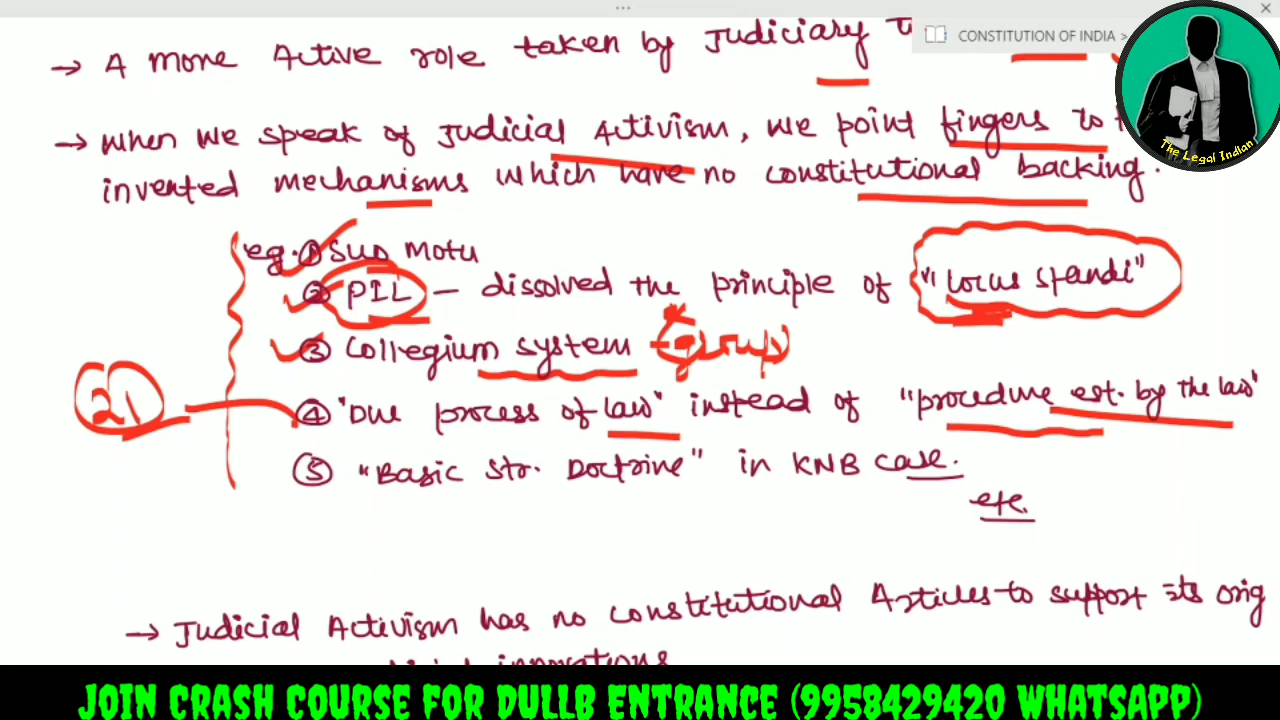 CONSTITUTION OF INDIA >
→ A more Active role taken by Judiciary
The Legal Indian
→ when we speak of Judicial Activism, we point fingers to
invented mechanisms which have no constitutional backing.
eg. ① Suo Motu
② PIL – dissolved the principle of "locus standi"
③ Collegium system - group
21
④ "Due process of law" instead of "procedure est. by the law"
⑤ "Basic Str. Doctrine" in KNB case.
etc.
→ Judicial Activism has no constitutional Articles to support its orig
innovations
JOIN CRASH COURSE FOR DULLB ENTRANCE (9958429420 WHATSAPP)